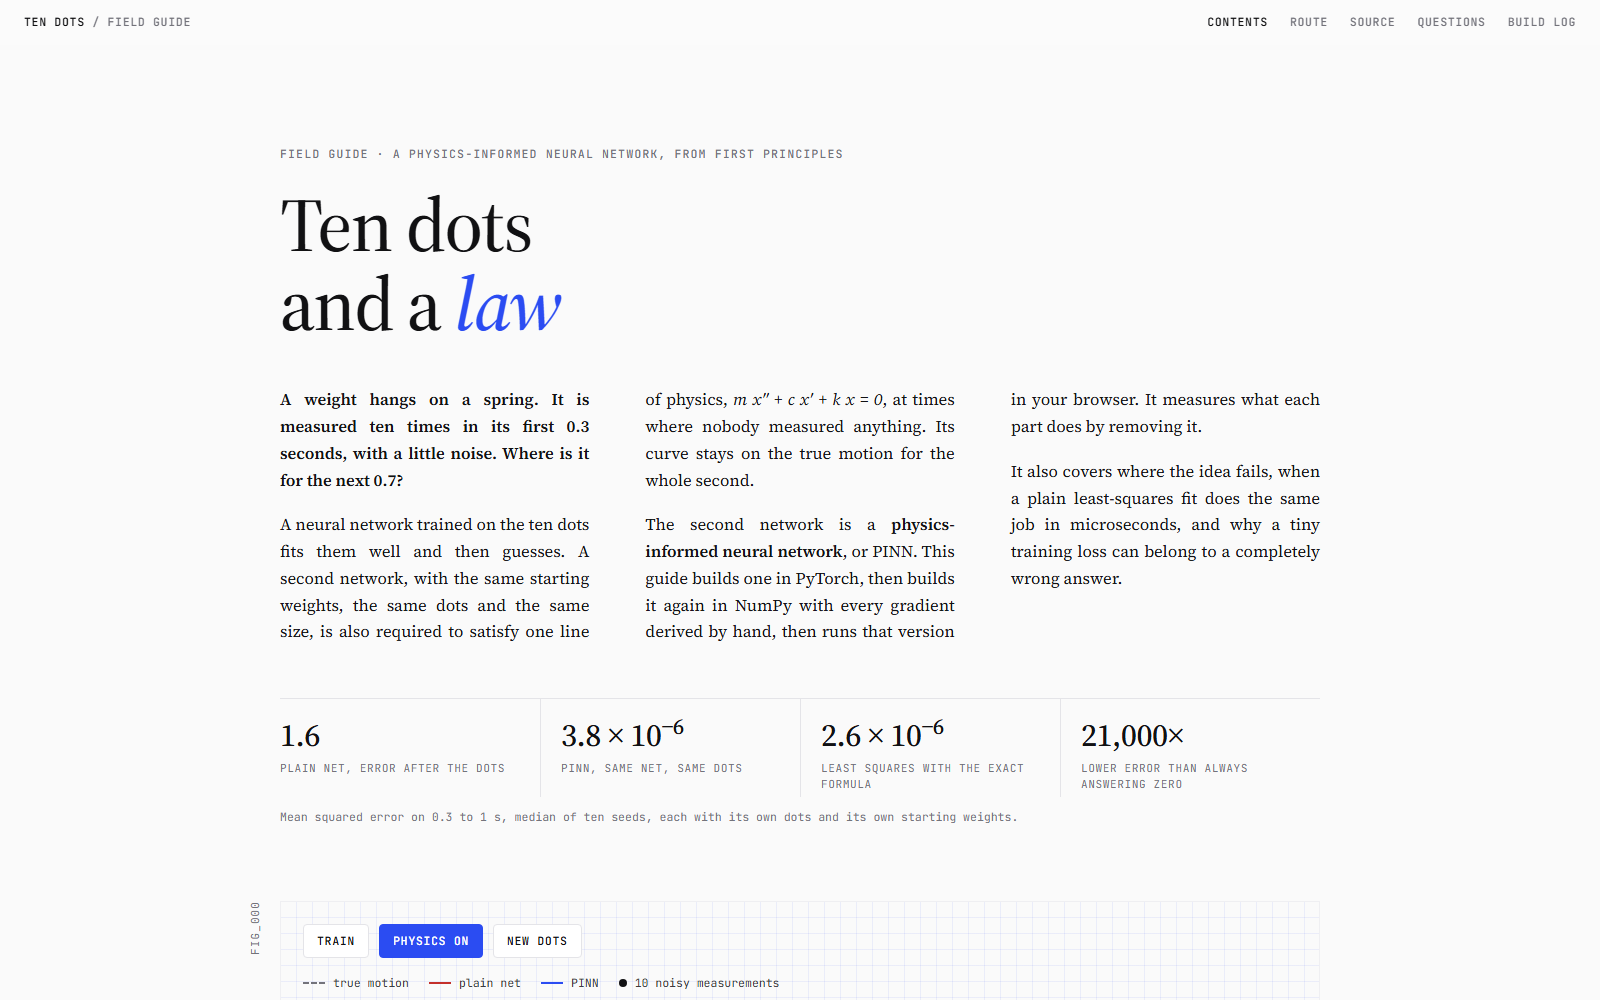 TEN DOTS / FIELD GUIDE
CONTENTS ROUTE SOURCE QUESTIONS BUILD LOG
FIELD GUIDE · A PHYSICS-INFORMED NEURAL NETWORK, FROM FIRST PRINCIPLES
Ten dots
and a law
A weight hangs on a spring. It is
measured ten times in its first 0.3
seconds, with a little noise. Where is it
for the next 0.7?
A neural network trained on the ten dots
fits them well and then guesses. A
second network, with the same starting
weights, the same dots and the same
size, is also required to satisfy one line
of physics, m x″ + c x′ + k x = 0, at times
where nobody measured anything. Its
curve stays on the true motion for the
whole second.
The second network is a physics-
informed neural network, or PINN. This
guide builds one in PyTorch, then builds
it again in NumPy with every gradient
derived by hand, then runs that version
in your browser. It measures what each
part does by removing it.
It also covers where the idea fails, when
a plain least-squares fit does the same
job in microseconds, and why a tiny
training loss can belong to a completely
wrong answer.
1.6
PLAIN NET, ERROR AFTER THE DOTS
3.8 × 10⁻⁶
PINN, SAME NET, SAME DOTS
2.6 × 10⁻⁶
LEAST SQUARES WITH THE EXACT
FORMULA
21,000×
LOWER ERROR THAN ALWAYS
ANSWERING ZERO
Mean squared error on 0.3 to 1 s, median of ten seeds, each with its own dots and its own starting weights.
FIG_000
TRAIN PHYSICS ON NEW DOTS
true motion plain net PINN 10 noisy measurements